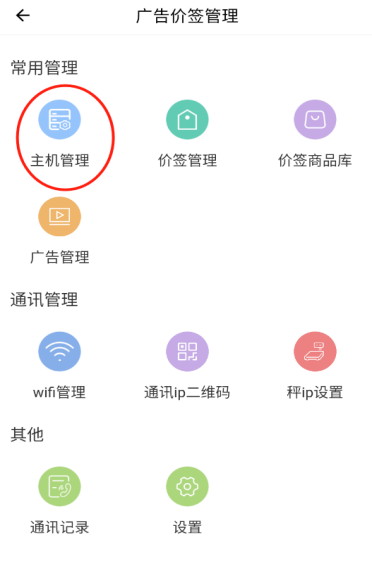 广告价签管理
常用管理
主机管理 价签管理 价签商品库
广告管理
通讯管理
wifi管理 通讯ip二维码 秤ip设置
其他
通讯记录 设置